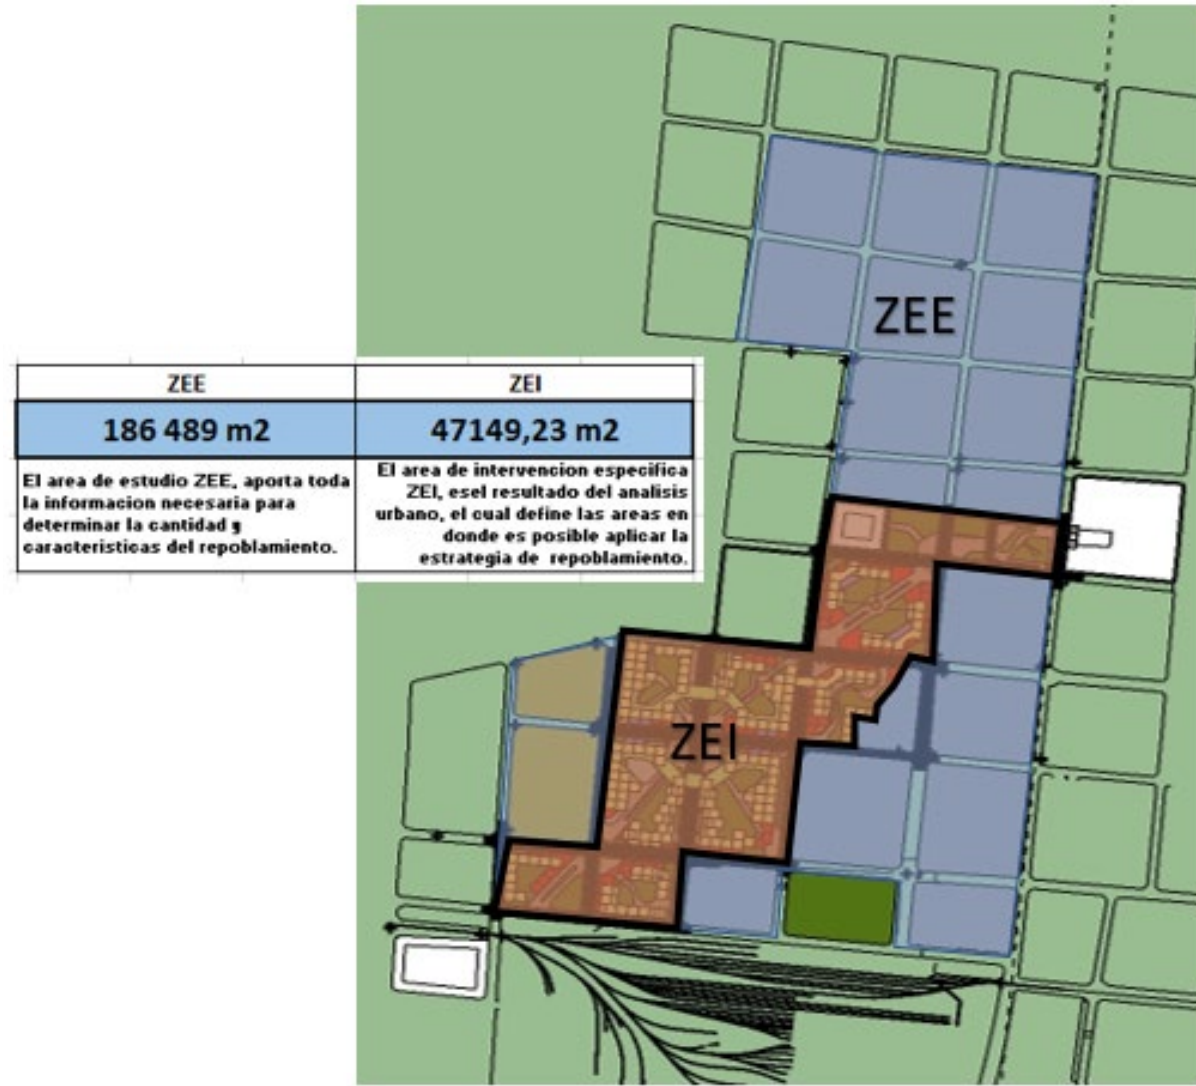 ZEE
ZEE
ZEI
186 489 m2
47149,23 m2
El area de estudio ZEE, aporta toda
la informacion necesaria para
determinar la cantidad y
caracteristicas del repoblamiento.
El area de intervencion especifica
ZEI, esel resultado del analisis
urbano, el cual define las areas en
donde es posible aplicar la
estrategia de repoblamiento.
ZEI